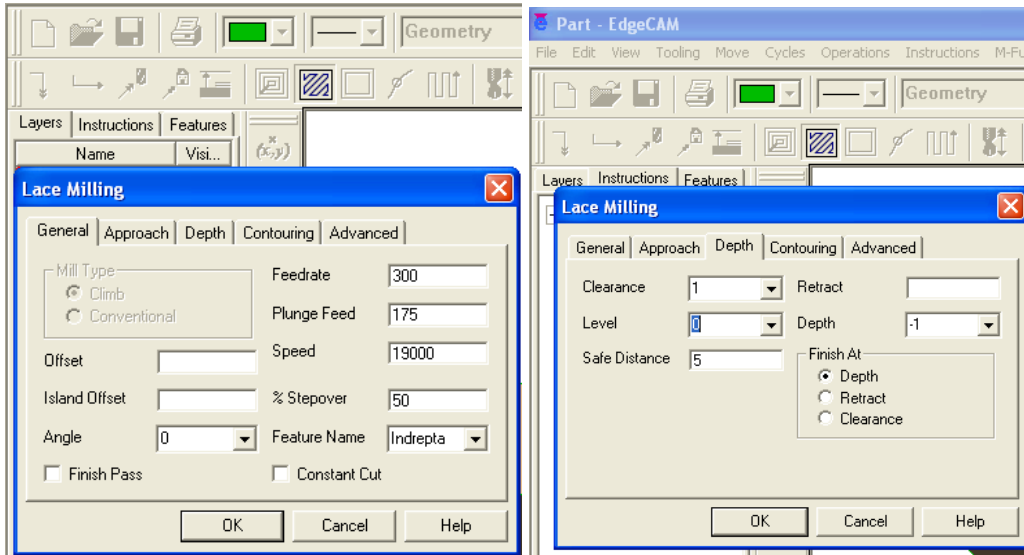 Geometry
Layers Instructions Features
Name Visi...
(x,y)
Lace Milling
General Approach Depth Contouring Advanced
Mill Type
Climb
Conventional
Feedrate 300
Plunge Feed 175
Speed 19000
Offset
Island Offset
% Stepover 50
Angle 0
Feature Name Indrepta
Finish Pass
Constant Cut
OK Cancel Help
Part - EdgeCAM
File Edit View Tooling Move Cycles Operations Instructions M-Fu
Geometry
Layers Instructions Features
Lace Milling
General Approach Depth Contouring Advanced
Clearance 1
Retract
Level 0
Depth -1
Safe Distance 5
Finish At
Depth
Retract
Clearance
OK Cancel Help